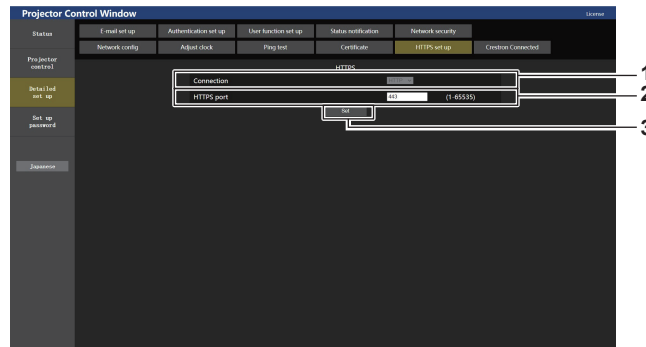 Projector Control Window
License
Status
E-mail set up
Authentication set up
User function set up
Status notification
Network security
Network config
Adjust clock
Ping test
Certificate
HTTPS set up
Crestron Connected
Projector
control
Detailed
set up
Set up
password
Japanese
HTTPS
Connection
HTTPS port
443
(1-65535)
Set
1
2
3